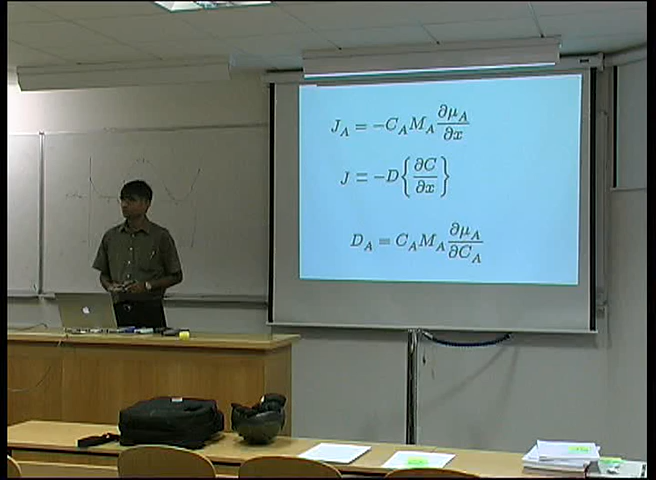 J_A = -C_A M_A ∂μ_A/∂x
J = -D{∂C/∂x}
D_A = C_A M_A ∂μ_A/∂C_A